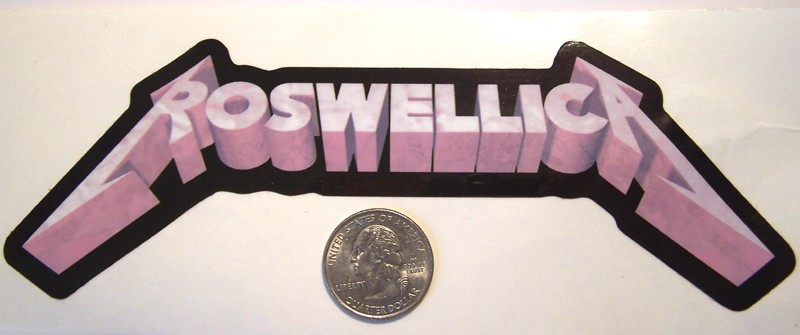 ROSWELLICA
UNITED STATES OF AMERICA
LIBERTY
IN GOD WE TRUST
QUARTER DOLLAR